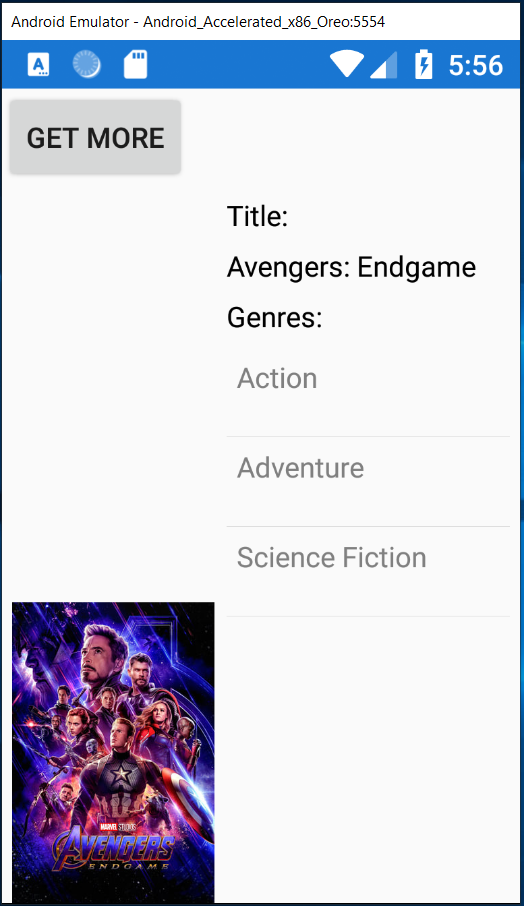 Android Emulator - Android_Accelerated_x86_Oreo:5554
A
5:56
GET MORE
Title:
Avengers: Endgame
Genres:
Action
Adventure
Science Fiction
MARVEL STUDIOS
AVENGERS
ENDGAME